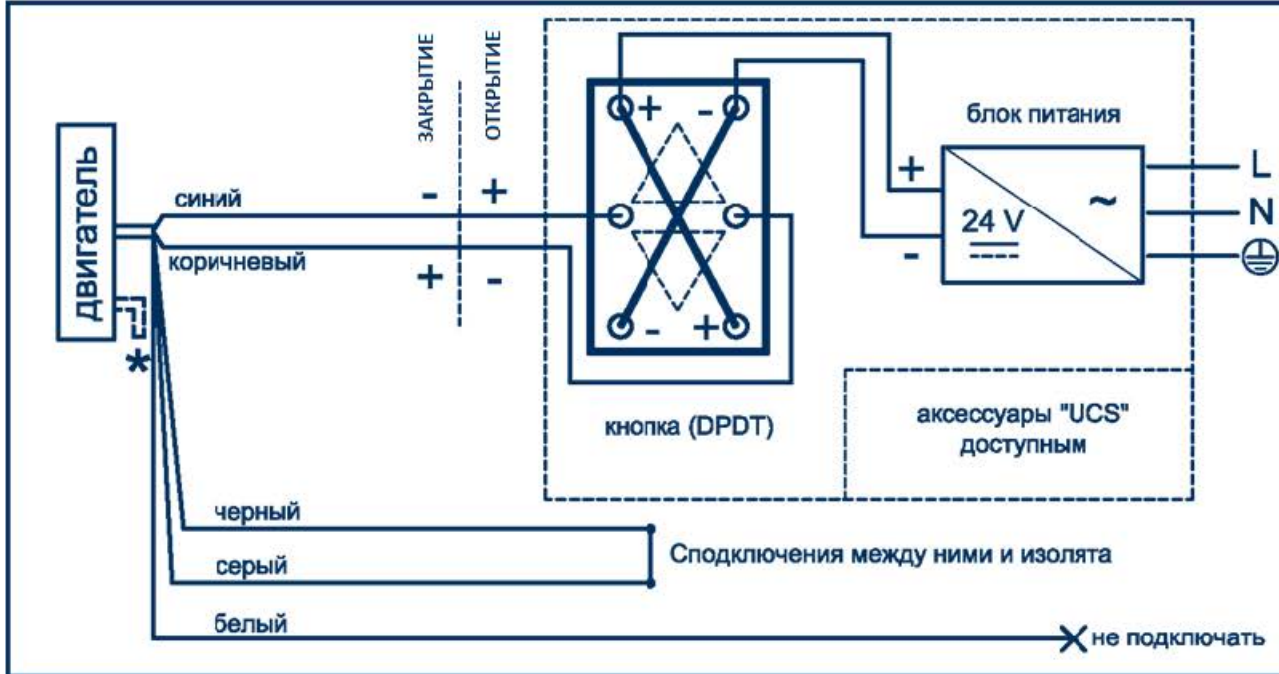 ЗАКРЫТИЕ
ОТКРЫТИЕ
двигатель
синий
коричневый
- +
+ -
*
+ -
- +
кнопка (DPDT)
блок питания
+
-
24 V
~
L
N
аксессуары "UCS"
доступным
черный
серый
Сподключения между ними и изолята
белый
не подключать